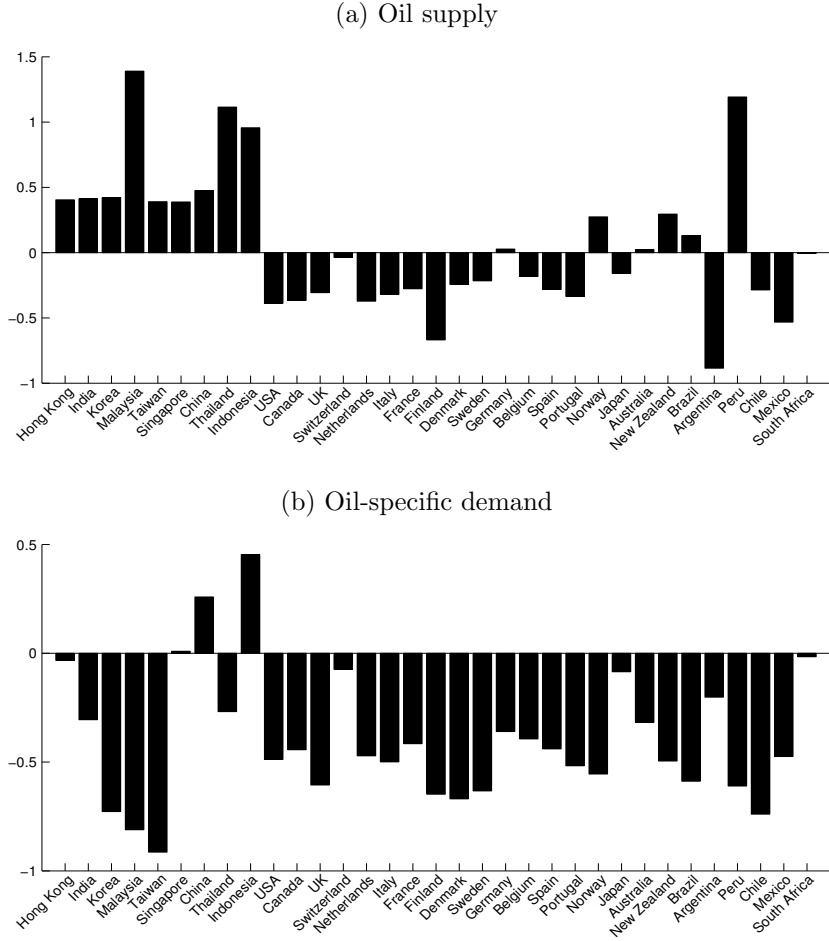 (a) Oil supply
1.5
1
0.5
0
−0.5
−1
Hong Kong
India
Korea
Malaysia
Taiwan
Singapore
China
Thailand
Indonesia
USA
Canada
UK
Switzerland
Netherlands
Italy
France
Finland
Denmark
Sweden
Germany
Belgium
Spain
Portugal
Norway
Japan
Australia
New Zealand
Brazil
Argentina
Peru
Chile
Mexico
South Africa
(b) Oil-specific demand
0.5
0
−0.5
−1
Hong Kong
India
Korea
Malaysia
Taiwan
Singapore
China
Thailand
Indonesia
USA
Canada
UK
Switzerland
Netherlands
Italy
France
Finland
Denmark
Sweden
Germany
Belgium
Spain
Portugal
Norway
Japan
Australia
New Zealand
Brazil
Argentina
Peru
Chile
Mexico
South Africa